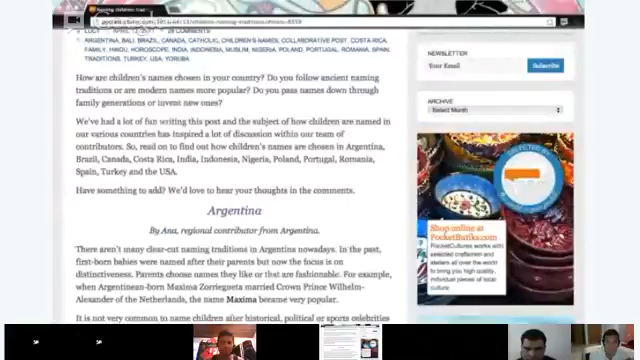 LUCY APRIL 12, 2011 28 COMMENTS
ARGENTINA, BALI, BRAZIL, CANADA, CATHOLIC, CHILDREN'S NAMES, COLLABORATIVE POST, COSTA RICA,
FAMILY, HINDU, HOROSCOPE, INDIA, INDONESIA, MUSLIM, NIGERIA, POLAND, PORTUGAL, ROMANIA, SPAIN,
TRADITIONS, TURKEY, USA, YORUBA
How are children's names chosen in your country? Do you follow ancient naming
traditions or are modern names more popular? Do you pass names down through
family generations or invent new ones?
We've had a lot of fun writing this post and the subject of how children are named in
our various countries has inspired a lot of discussion within our team of
contributors. So, read on to find out how children's names are chosen in Argentina,
Brazil, Canada, Costa Rica, India, Indonesia, Nigeria, Poland, Portugal, Romania,
Spain, Turkey and the USA.
Have something to add? We'd love to hear your thoughts in the comments.
Argentina
By Ana, regional contributor from Argentina.
There aren't many clear-cut naming traditions in Argentina nowadays. In the past,
first-born babies were named after their parents but now the focus is on
distinctiveness. Parents choose names they like or that are fashionable. For example,
when Argentinean-born Maxima Zorriegueta married Crown Prince Wilhelm-
Alexander of the Netherlands, the name Maxima became very popular.
It is not very common to name children after historical, political or sports celebrities
NEWSLETTER
Your Email
Subscribe
ARCHIVE
Select Month
Shop online at
PocketButika.com
PocketCultures works with
selected craftsmen and
ateliers all over the world
to bring you high quality,
individual pieces of local
culture